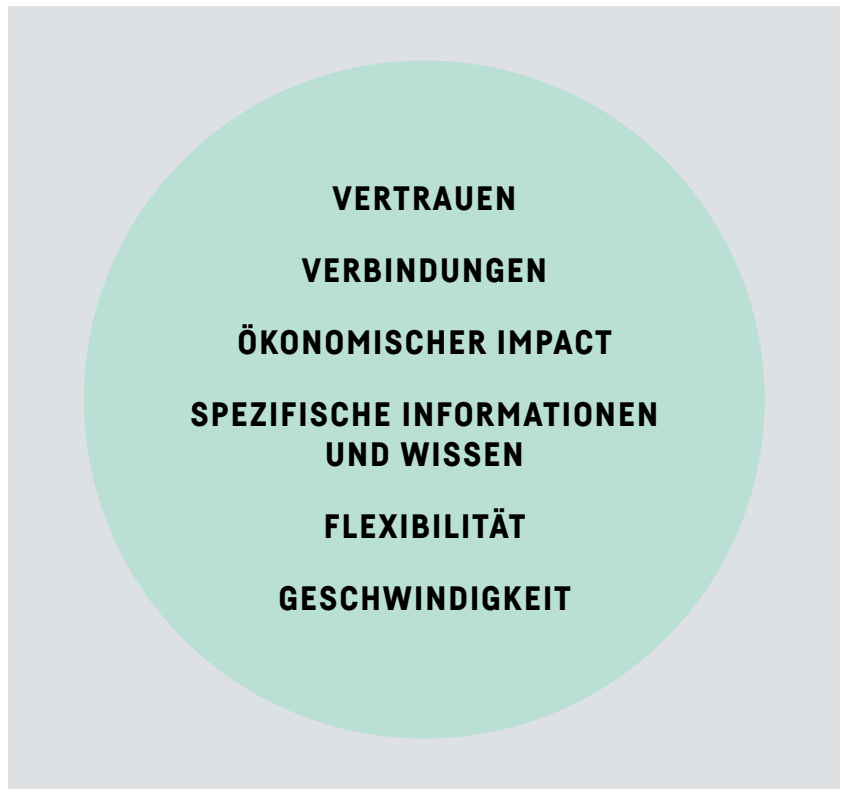 VERTRAUEN
VERBINDUNGEN
ÖKONOMISCHER IMPACT
SPEZIFISCHE INFORMATIONEN
UND WISSEN
FLEXIBILITÄT
GESCHWINDIGKEIT